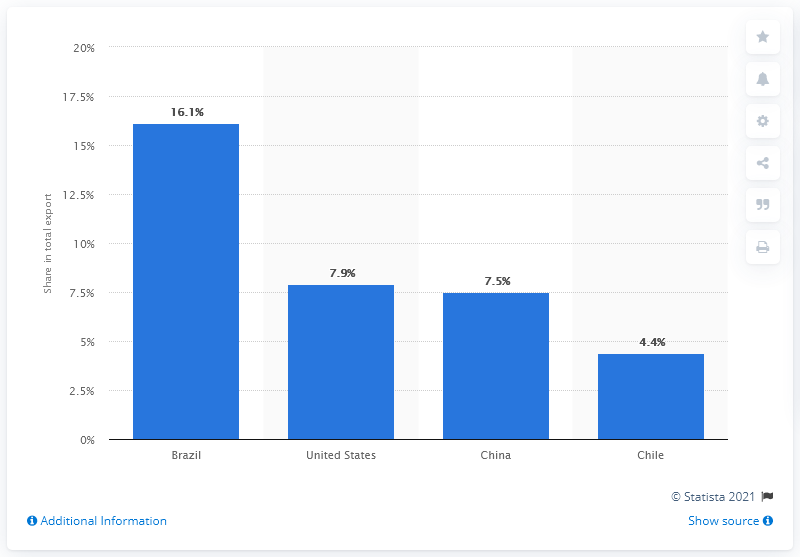 20%
17.5%
15%
12.5%
10%
7.5%
5%
2.5%
0%
Share in total export
16.1%
7.9%
7.5%
4.4%
Brazil
United States
China
Chile
© Statista 2021
Additional Information
Show source